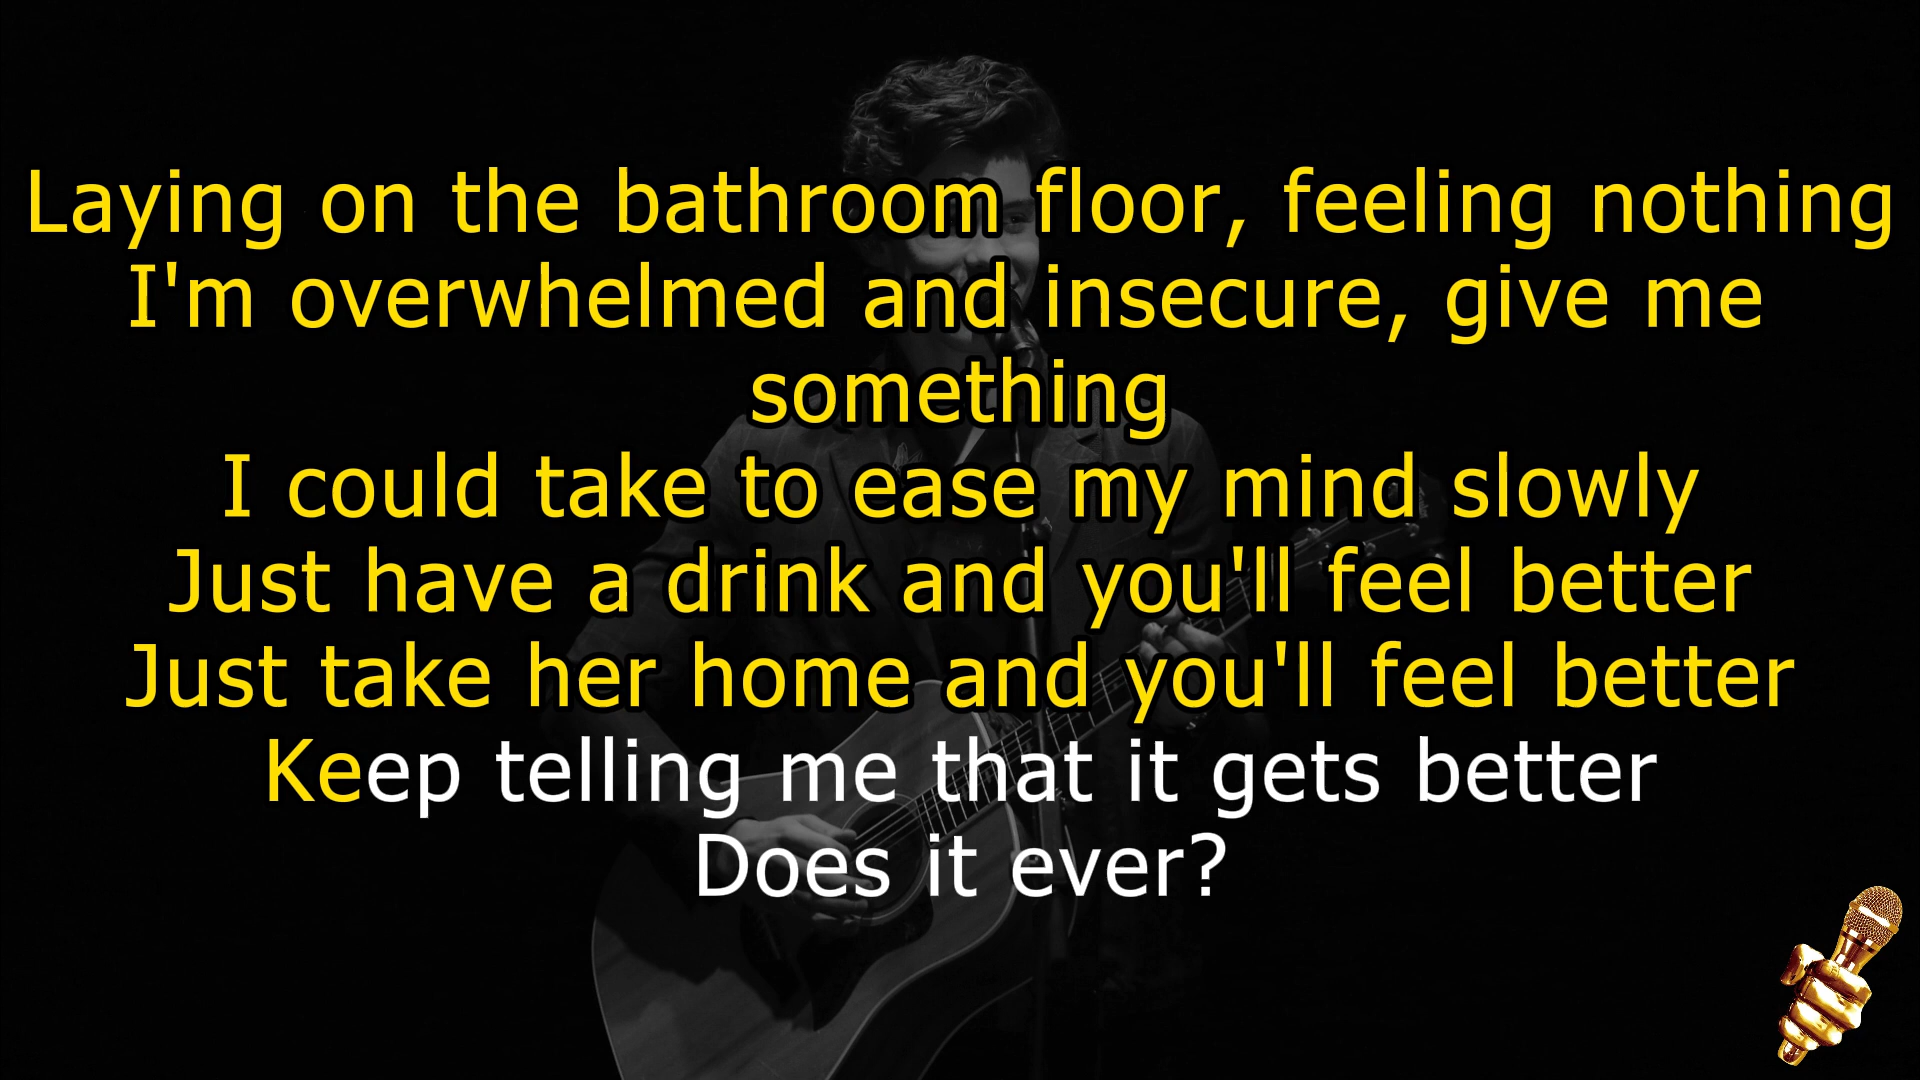 Laying on the bathroom floor, feeling nothing
I'm overwhelmed and insecure, give me
something
I could take to ease my mind slowly
Just have a drink and you'll feel better
Just take her home and you'll feel better
Keep telling me that it gets better
Does it ever?